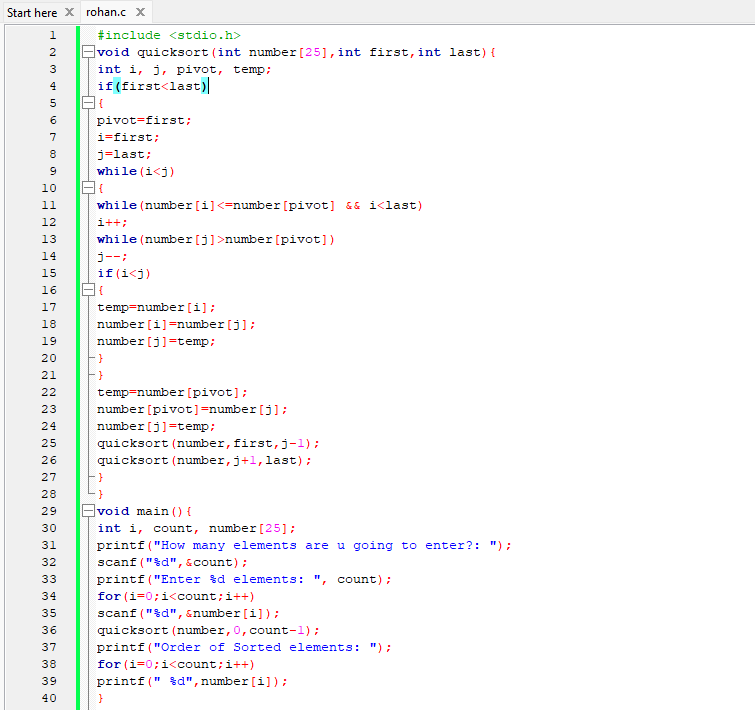 Start here X rohan.c X
1 #include <stdio.h>
2 void quicksort(int number[25],int first,int last){
3 int i, j, pivot, temp;
4 if(first<last)
5 {
6 pivot=first;
7 i=first;
8 j=last;
9 while(i<j)
10 {
11 while(number[i]<=number[pivot] && i<last)
12 i++;
13 while(number[j]>number[pivot])
14 j--;
15 if(i<j)
16 {
17 temp=number[i];
18 number[i]=number[j];
19 number[j]=temp;
20 }
21 }
22 temp=number[pivot];
23 number[pivot]=number[j];
24 number[j]=temp;
25 quicksort(number,first,j-1);
26 quicksort(number,j+1,last);
27 }
28 }
29 void main(){
30 int i, count, number[25];
31 printf("How many elements are u going to enter?: ");
32 scanf("%d",&count);
33 printf("Enter %d elements: ", count);
34 for(i=0;i<count;i++)
35 scanf("%d",&number[i]);
36 quicksort(number,0,count-1);
37 printf("Order of Sorted elements: ");
38 for(i=0;i<count;i++)
39 printf(" %d",number[i]);
40 }